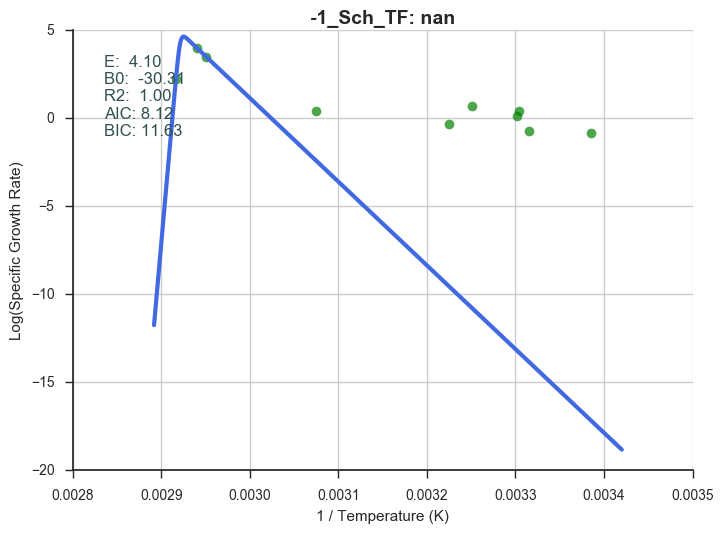 -1_Sch_TF: nan
E: 4.10
B0: -30.31
R2: 1.00
AIC: 8.12
BIC: 11.63
Log(Specific Growth Rate)
5
0
−5
−10
−15
−20
0.0028 0.0029 0.0030 0.0031 0.0032 0.0033 0.0034 0.0035
1 / Temperature (K)